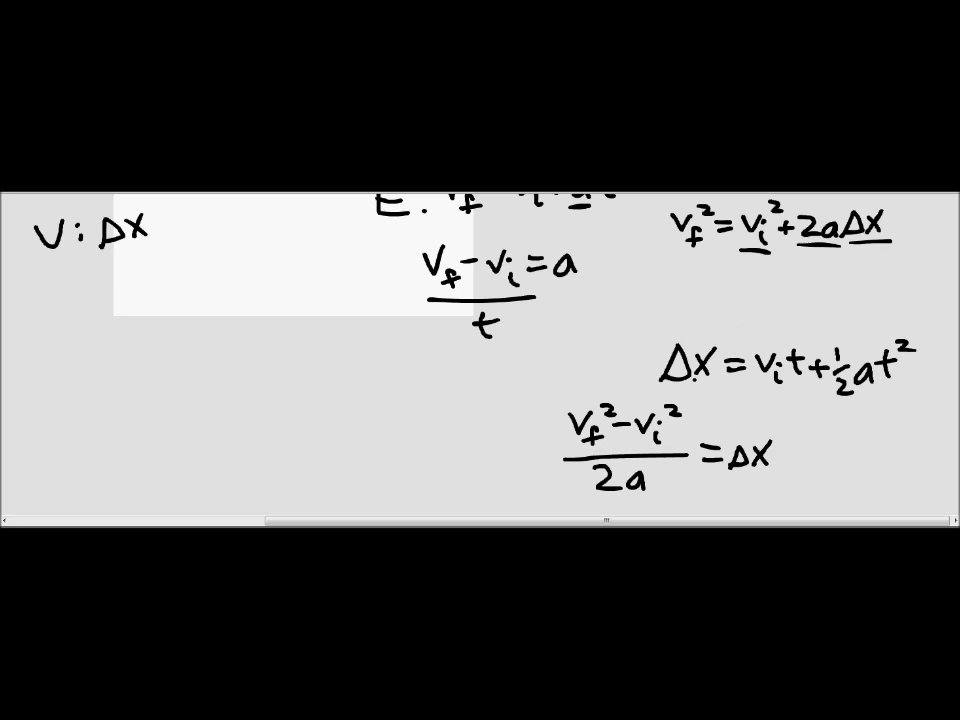 V: Δx
E.
Vf - vi = a
t
Vf² = Vi² + 2aΔx
Δx = vit + ½at²
Vf² - Vi²
2a
= Δx